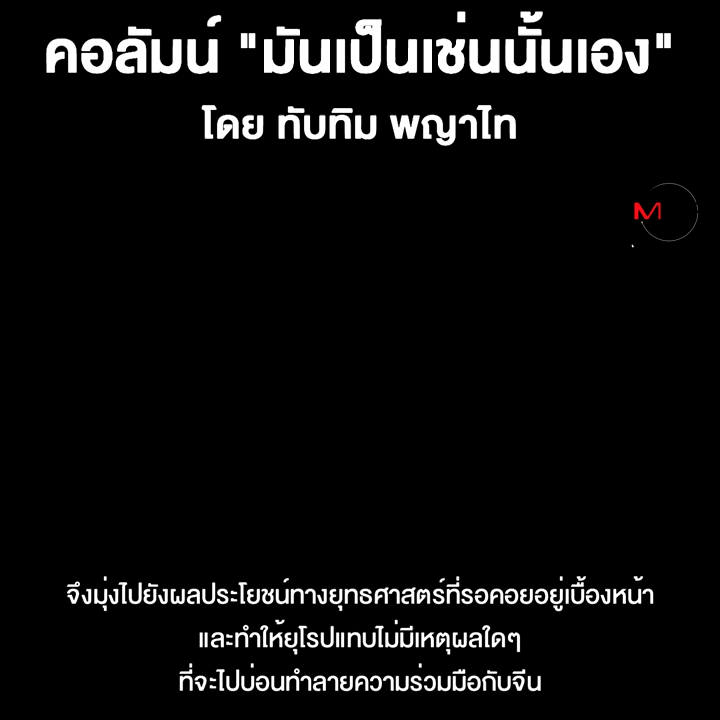 คอลัมน์ "มันเป็นเช่นนั้นเอง"
โดย ทับทิม พญาไท
M
จึงมุ่งไปยังผลประโยชน์ทางยุทธศาสตร์ที่รอคอยอยู่เบื้องหน้า
และทำให้ยุโรปแทบไม่มีเหตุผลใดๆ
ที่จะไปบ่อนทำลายความร่วมมือกับจีน